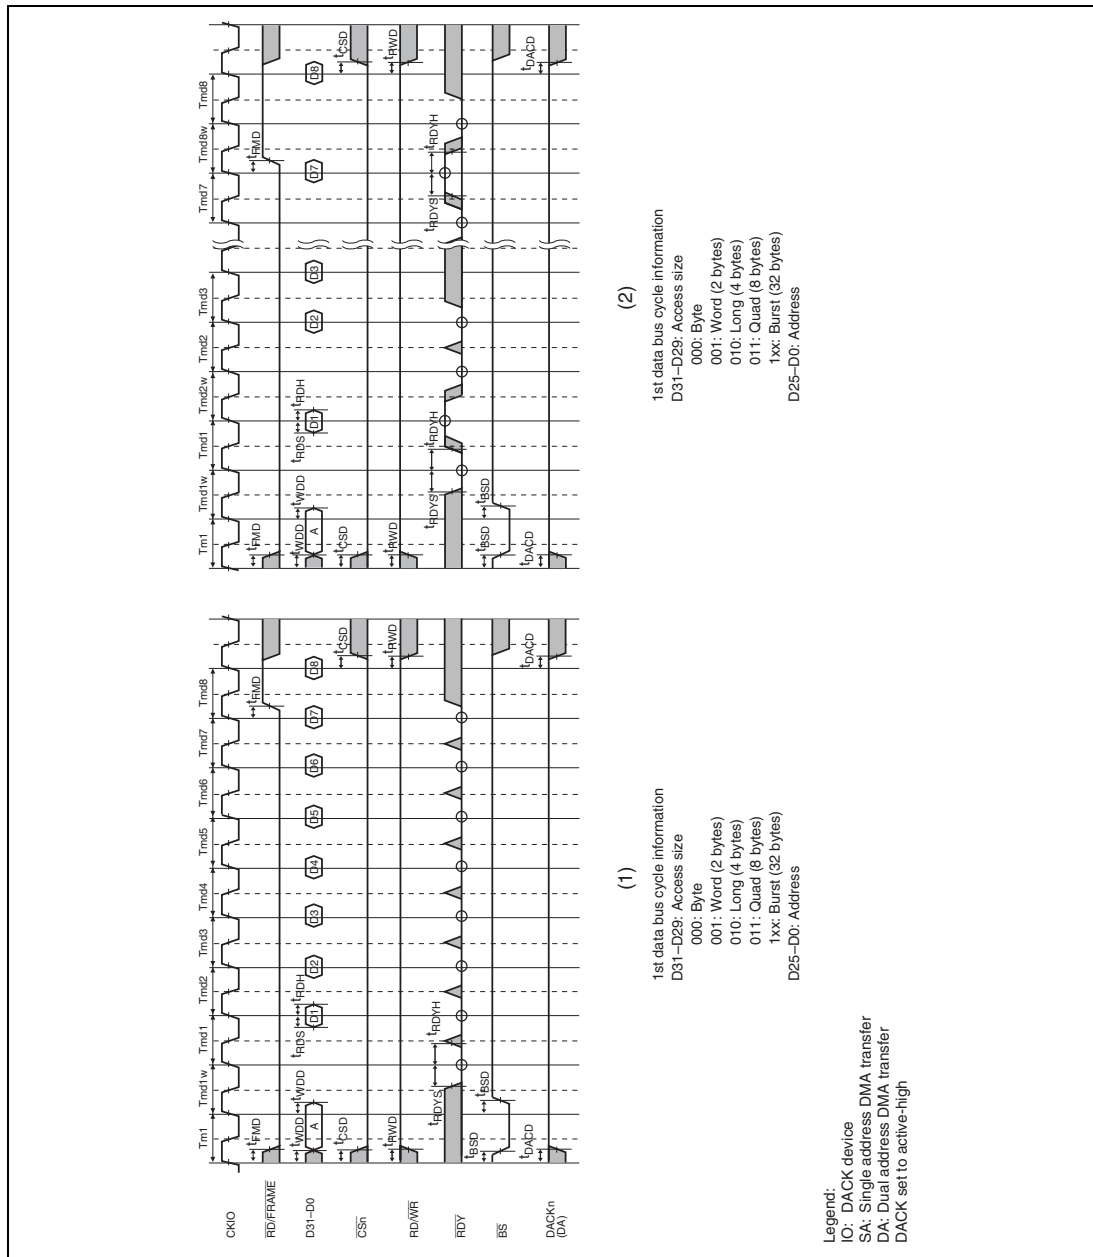 CKIO
RD/FRAME
D31–D0
CSn
RD/WR
RDY
BS
DACKn
(DA)
Tm1
Tmd1w
Tmd1
Tmd2
Tmd3
Tmd4
Tmd5
Tmd6
Tmd7
Tmd8
tFMD
tFMD
tWDD
tWDD
tRDS
tRDH
A
D1
D2
D3
D4
D5
D6
D7
D8
tCSD
tCSD
tRWD
tRWD
tRDYS
tRDYH
tBSD
tBSD
tDACD
tDACD
(1)
1st data bus cycle information
D31–D29: Access size
000: Byte
001: Word (2 bytes)
010: Long (4 bytes)
011: Quad (8 bytes)
1xx: Burst (32 bytes)
D25–D0: Address
Tm1
Tmd1w
Tmd1
Tmd2w
Tmd2
Tmd3
Tmd7
Tmd8w
Tmd8
tFMD
tFMD
tWDD
tWDD
tRDS
tRDH
A
D1
D2
D3
D7
D8
tCSD
tCSD
tRWD
tRWD
tRDYS
tRDYH
tRDYS
tRDYH
tBSD
tBSD
tDACD
tDACD
(2)
1st data bus cycle information
D31–D29: Access size
000: Byte
001: Word (2 bytes)
010: Long (4 bytes)
011: Quad (8 bytes)
1xx: Burst (32 bytes)
D25–D0: Address
Legend:
IO: DACK device
SA: Single address DMA transfer
DA: Dual address DMA transfer
DACK set to active-high